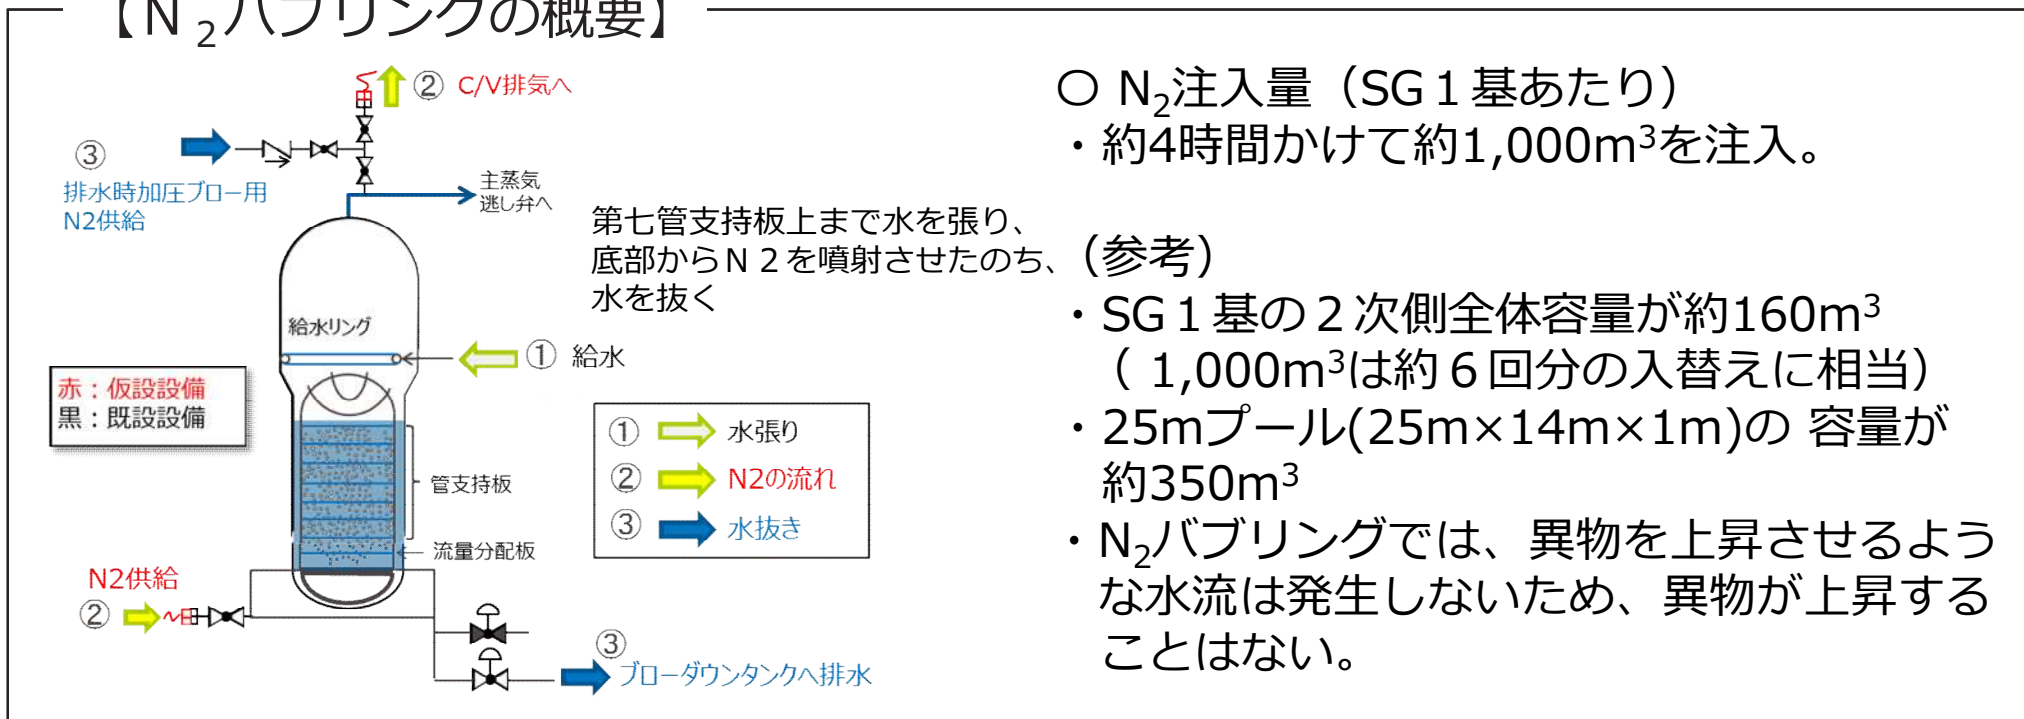 【N₂バブリングの概要】
② C/V排気へ
③
排水時加圧ブロー用
N2供給
主蒸気
逃し弁へ
第七管支持板上まで水を張り、
底部からN2を噴射させたのち、
水を抜く
給水リング
① 給水
赤：仮設設備
黒：既設設備
① 水張り
② N2の流れ
③ 水抜き
管支持板
流量分配板
N2供給
②
③
ブローダウンタンクへ排水
〇 N₂注入量（SG１基あたり）
・約4時間かけて約1,000m³を注入。
（参考）
・SG１基の２次側全体容量が約160m³
（ 1,000m³は約６回分の入替えに相当）
・25mプール(25m×14m×1m)の 容量が
約350m³
・N₂バブリングでは、異物を上昇させるよう
な水流は発生しないため、異物が上昇する
ことはない。